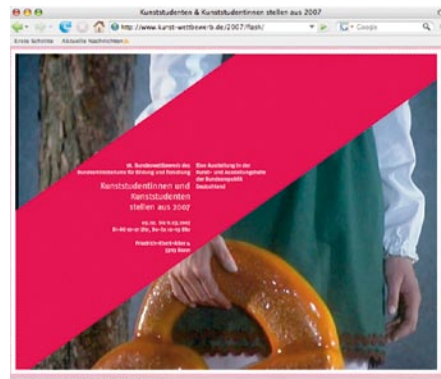 Kunststudenten & Kunststudentinnen stellen aus 2007
http://www.kunst-wettbewerb.de/2007/flash/
Google
Erste Schritte Aktuelle Nachrichten
18. Bundeswettbewerb des
Bundesministeriums für Bildung und Forschung
Kunststudentinnen und
Kunststudenten
stellen aus 2007
Friedrich-Ebert-Allee 4
53113 Bonn
Eine Ausstellung in der
Kunst- und Ausstellungshalle
der Bundesrepublik
Deutschland